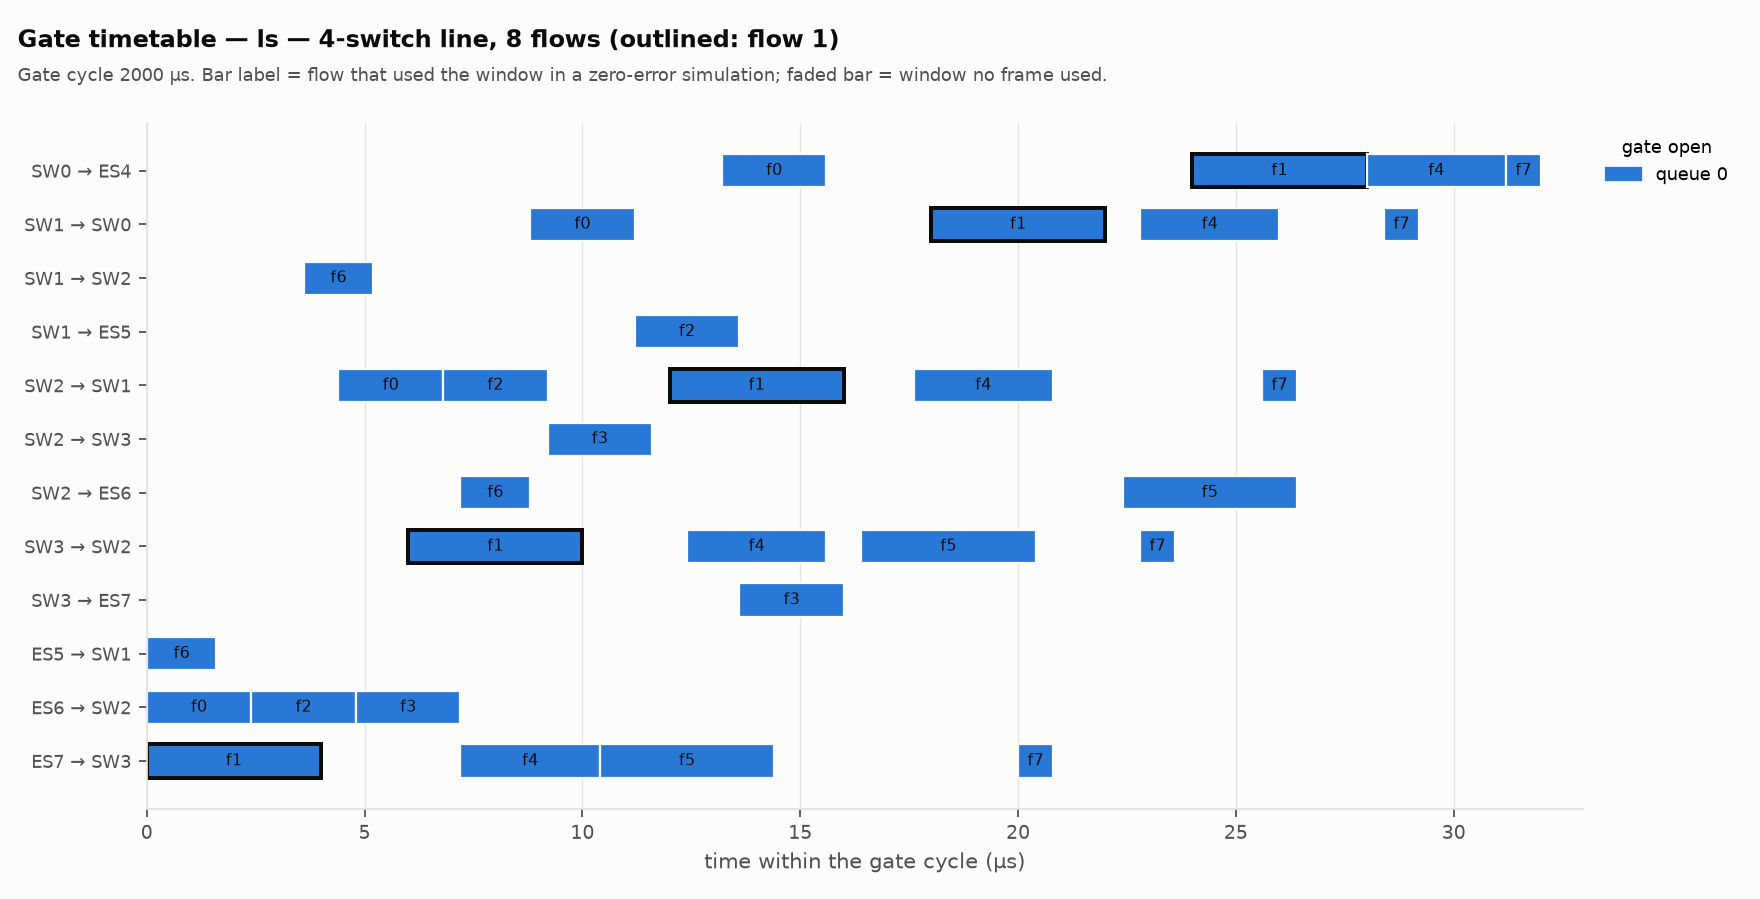 Gate timetable — ls — 4-switch line, 8 flows (outlined: flow 1)
Gate cycle 2000 µs. Bar label = flow that used the window in a zero-error simulation; faded bar = window no frame used.
gate open
queue 0
SW0 → ES4 f0 f1 f4 f7
SW1 → SW0 f0 f1 f4 f7
SW1 → SW2 f6
SW1 → ES5 f2
SW2 → SW1 f0 f2 f1 f4 f7
SW2 → SW3 f3
SW2 → ES6 f6 f5
SW3 → SW2 f1 f4 f5 f7
SW3 → ES7 f3
ES5 → SW1 f6
ES6 → SW2 f0 f2 f3
ES7 → SW3 f1 f4 f5 f7
0 5 10 15 20 25 30
time within the gate cycle (µs)